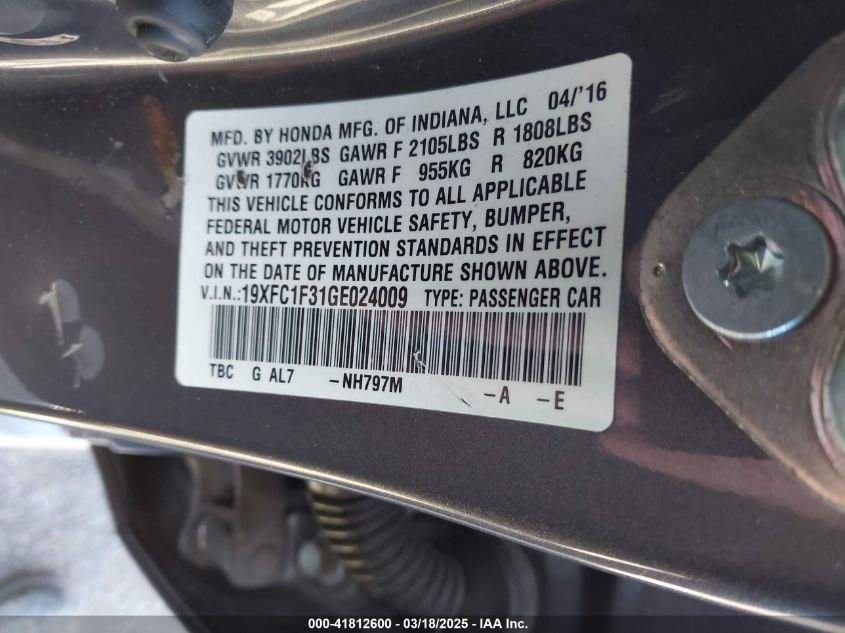 MFD. BY HONDA MFG. OF INDIANA, LLC 04/'16
GVWR 3902LBS GAWR F 2105LBS R 1808LBS
GVWR 1770KG GAWR F 955KG R 820KG
THIS VEHICLE CONFORMS TO ALL APPLICABLE
FEDERAL MOTOR VEHICLE SAFETY, BUMPER,
AND THEFT PREVENTION STANDARDS IN EFFECT
ON THE DATE OF MANUFACTURE SHOWN ABOVE.
V.I.N.:19XFC1F31GE024009 TYPE: PASSENGER CAR
TBC G AL7 -NH797M -A -E
000-41812600 - 03/18/2025 - IAA Inc.